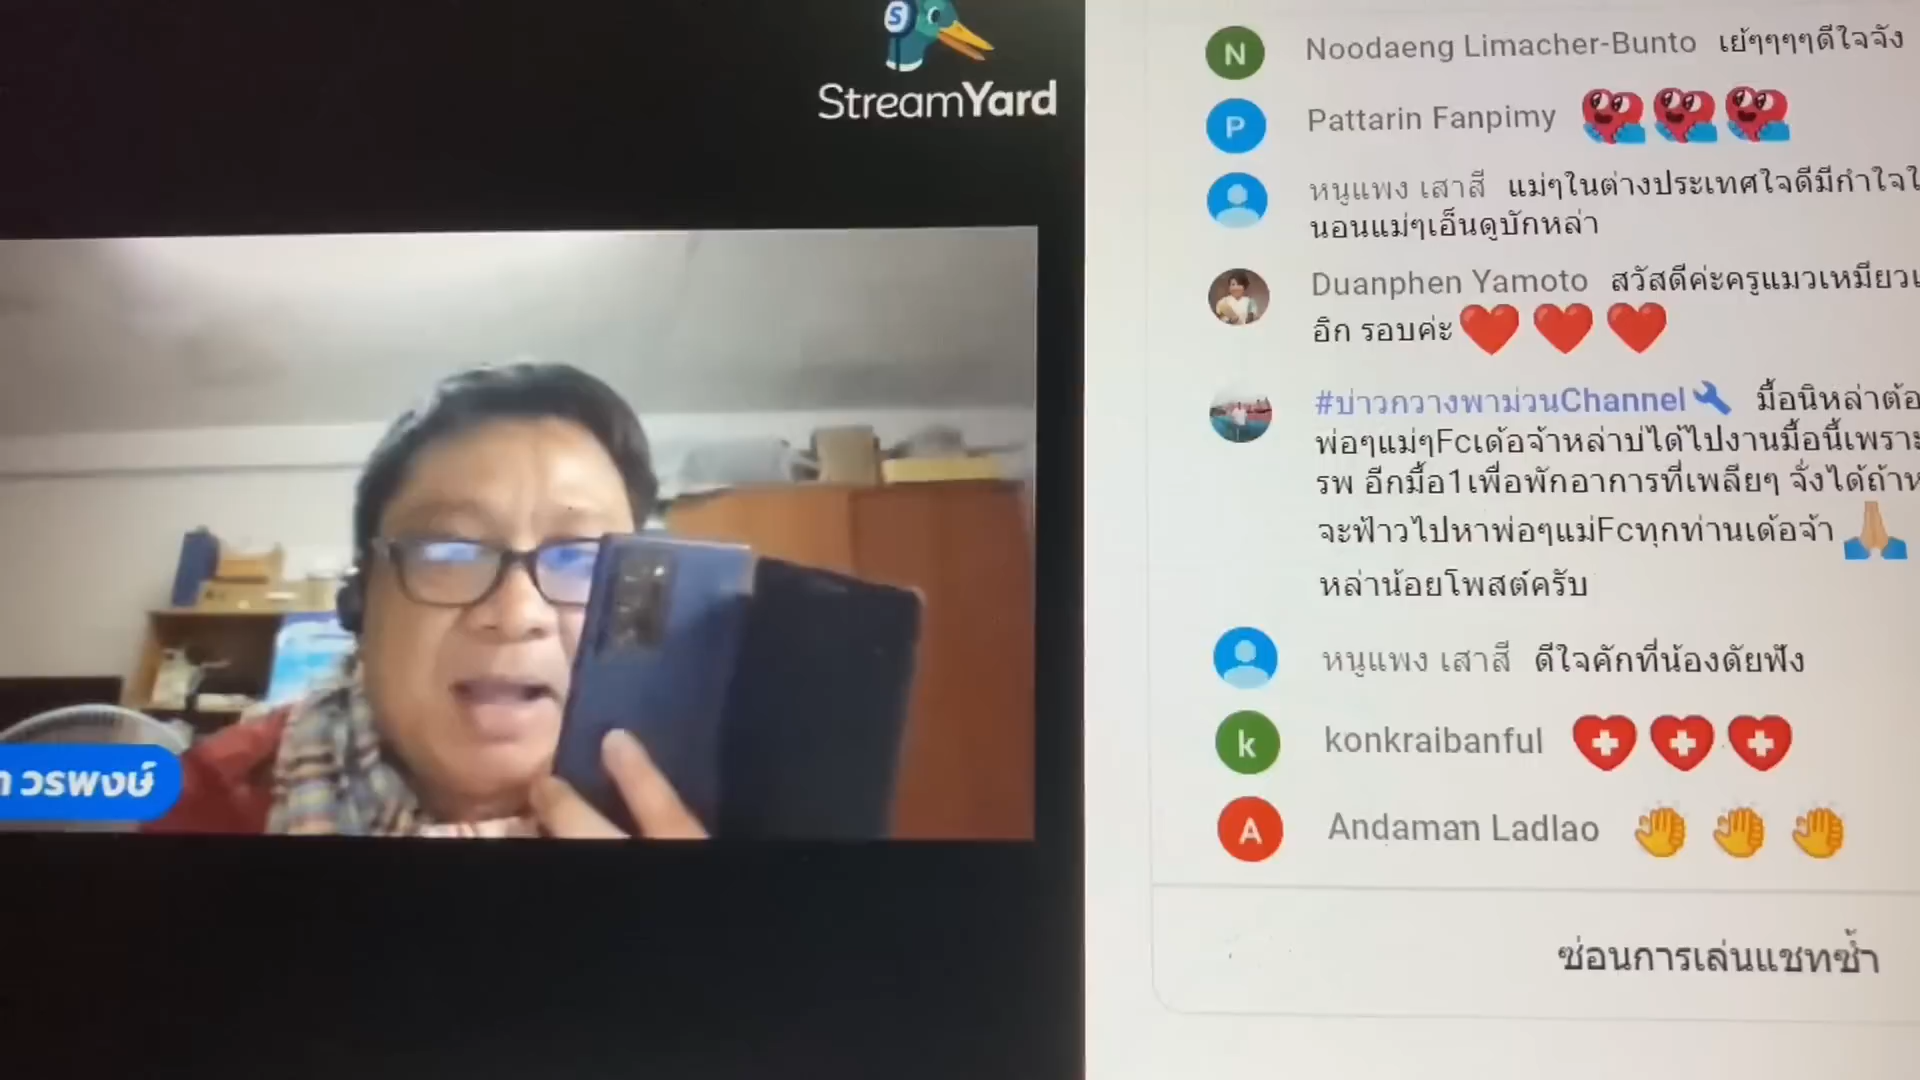 StreamYard
วรพงษ์
N Noodaeng Limacher-Bunto เย้ๆๆๆๆดีใจจัง
P Pattarin Fanpimy
หนูแพง เสาสี แม่ๆในต่างประเทศใจดีมีกำใจ
นอนแม่ๆเอ็นดูบักหล่า
Duanphen Yamoto สวัสดีค่ะครูแมวเหมียว
อิก รอบค่ะ
#บ่าวกวางพาม่วนChannel มื้อนิหล่าต้อ
พ่อๆแม่ๆFcเด้อจ้าหล่าบ่ได้ไปงานมื้อนี้เพราะ
รพ อีกมื้อ1เพื่อพักอาการที่เพลียๆ จั่งได้ถ้าห
จะฟ้าวไปหาพ่อๆแม่Fcทุกท่านเด้อจ้า
หล่าน้อยโพสต์ครับ
หนูแพง เสาสี ดีใจคักที่น้องดัยฟัง
k konkraibanful
A Andaman Ladlao
ซ่อนการเล่นแชทซ้ำ